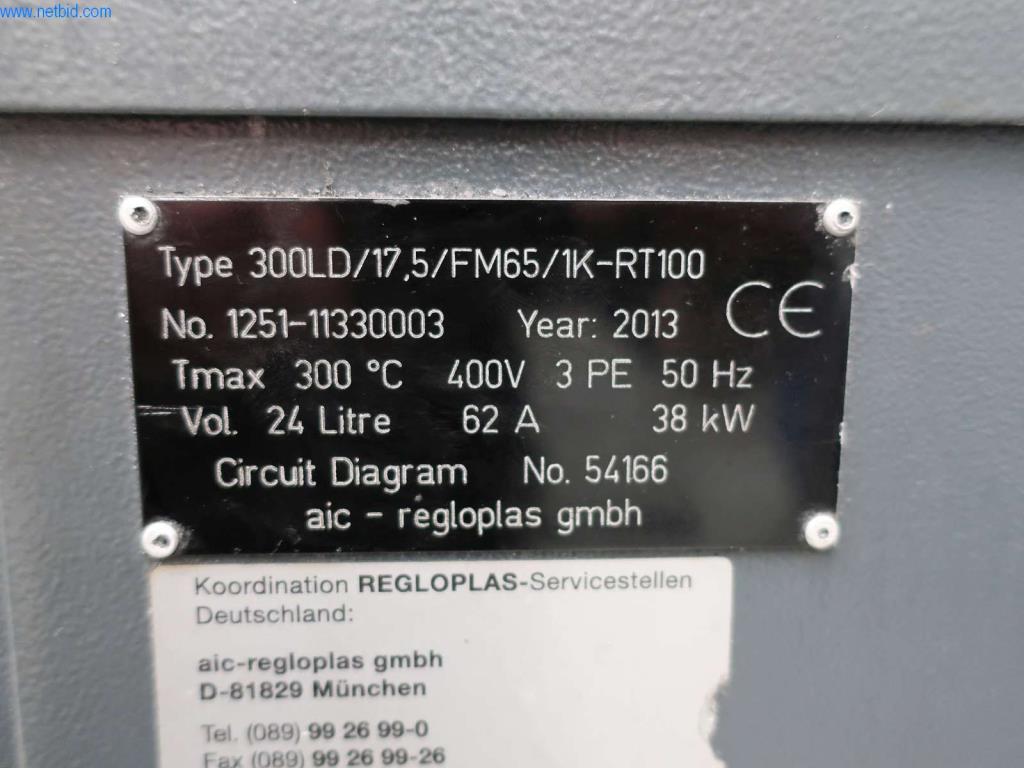 www.netbid.com
Type 300LD/17,5/FM65/1K-RT100
No. 1251-11330003 Year: 2013 CE
Tmax 300 °C 400V 3 PE 50 Hz
Vol. 24 Litre 62 A 38 kW
Circuit Diagram No. 54166
aic - regloplas gmbh
Koordination REGLOPLAS-Servicestellen
Deutschland:
aic-regloplas gmbh
D-81829 München
Tel. (089) 99 26 99-0
Fax (089) 99 26 99-26